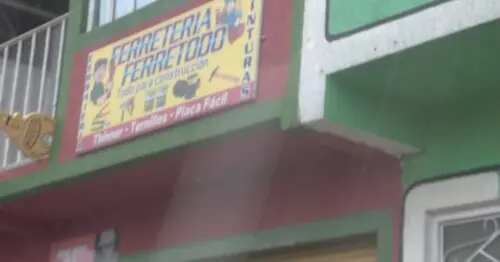 FERRETERIA
FERRETODO
Todo para construcción
PINTURAS
Thinner - Tornillos - Placa Fácil